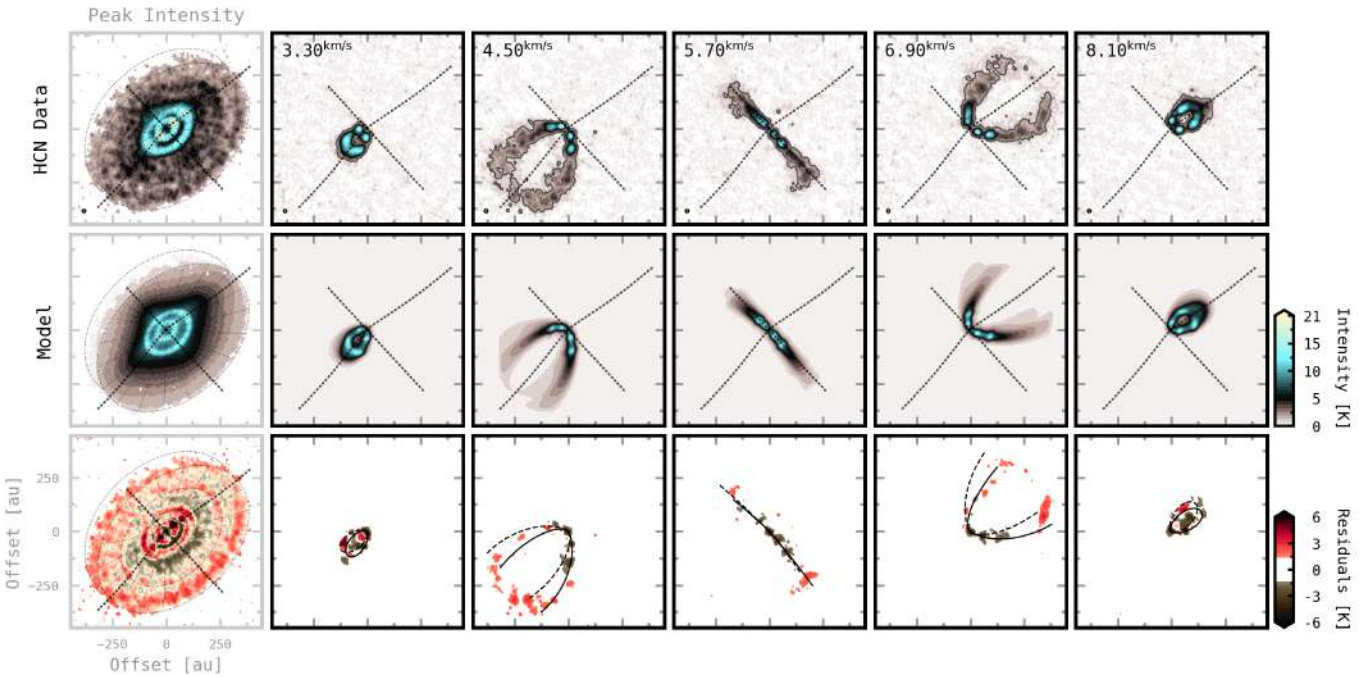 Peak Intensity
HCN Data
3.30km/s
4.50km/s
5.70km/s
6.90km/s
8.10km/s
Model
21
15
10
5
0
Intensity [K]
Offset [au]
250
0
−250
6
3
0
-3
-6
Residuals [K]
−250 0 250
Offset [au]